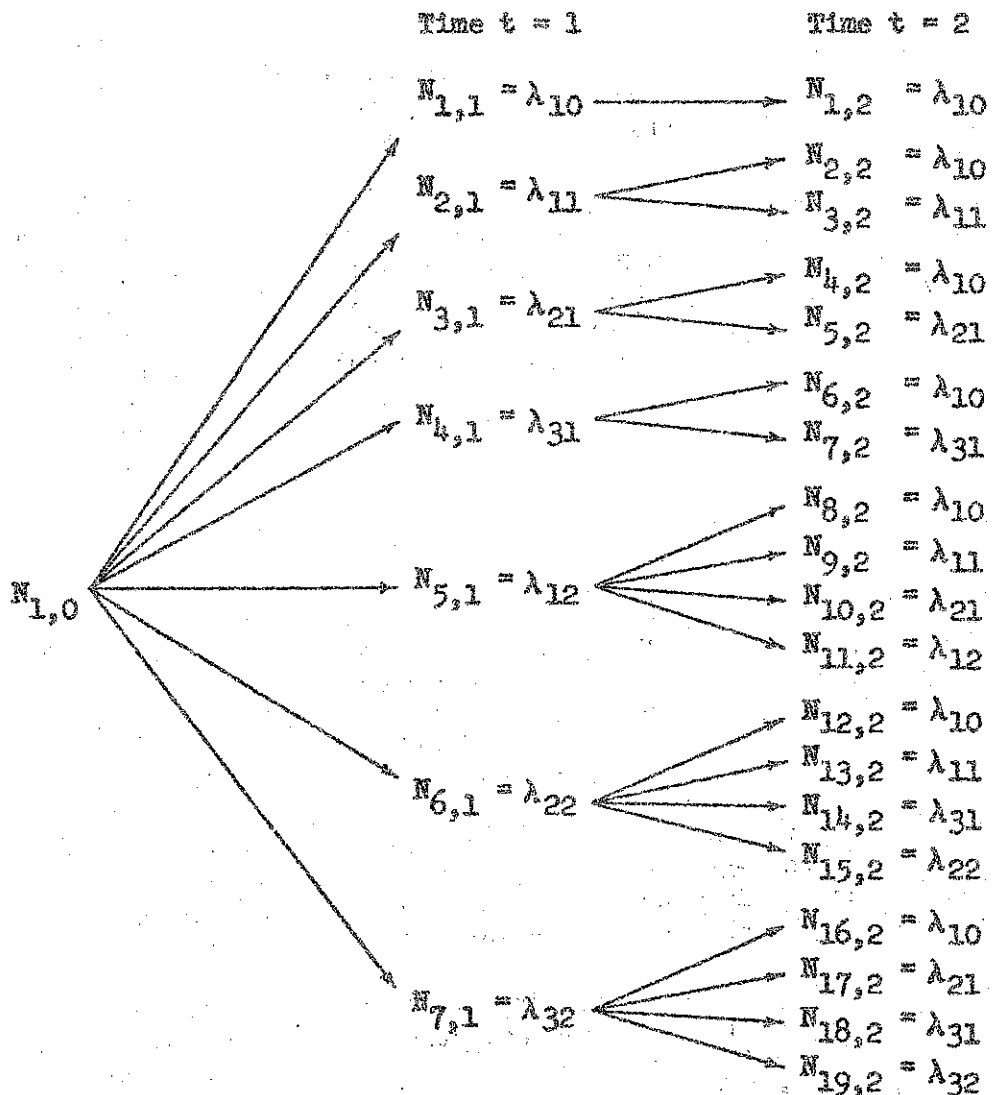 Time t = 1 Time t = 2
N1,1 = λ10 N1,2 = λ10
N2,1 = λ11 N2,2 = λ10
N3,2 = λ11
N3,1 = λ21 N4,2 = λ10
N5,2 = λ21
N4,1 = λ31 N6,2 = λ10
N7,2 = λ31
N8,2 = λ10
N9,2 = λ11
N1,0 N5,1 = λ12 N10,2 = λ21
N11,2 = λ12
N12,2 = λ10
N13,2 = λ11
N6,1 = λ22 N14,2 = λ31
N15,2 = λ22
N16,2 = λ10
N17,2 = λ21
N7,1 = λ32 N18,2 = λ31
N19,2 = λ32